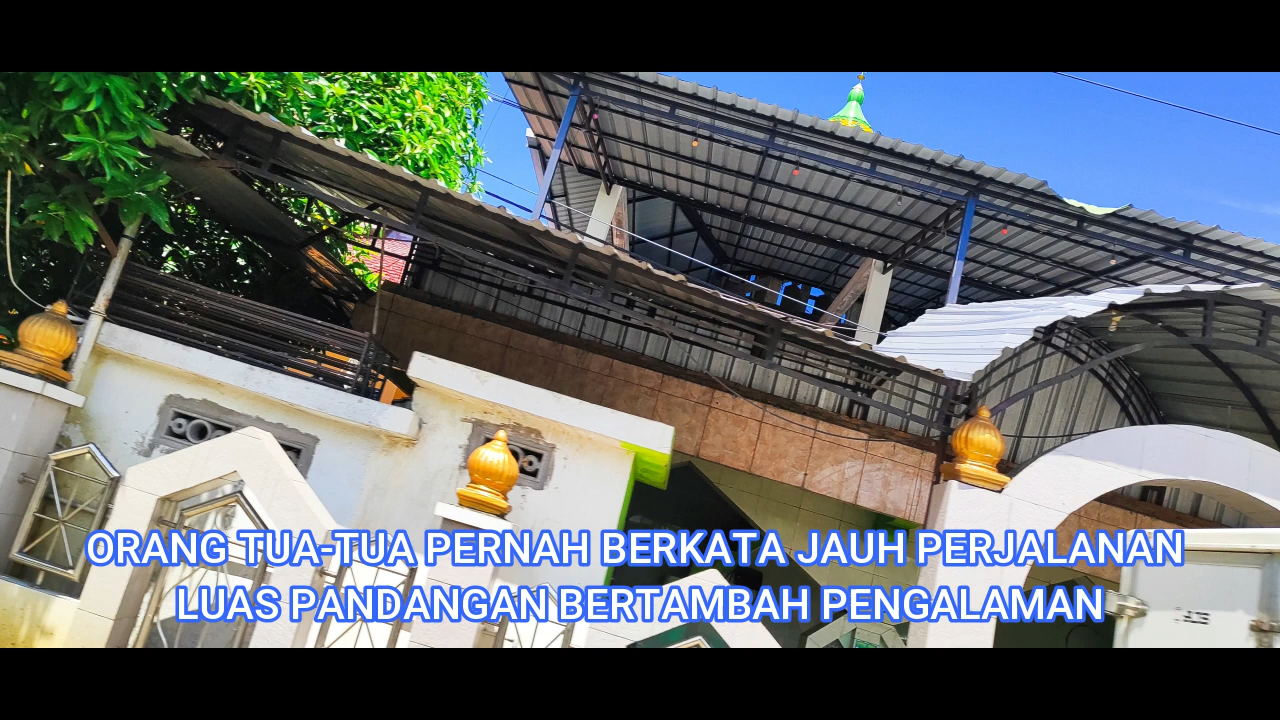 ORANG TUA-TUA PERNAH BERKATA JAUH PERJALANAN
LUAS PANDANGAN BERTAMBAH PENGALAMAN